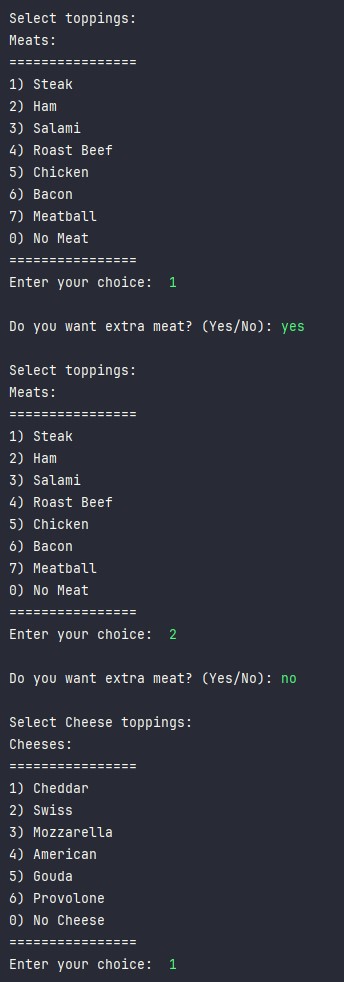 Select toppings:
Meats:
================
1) Steak
2) Ham
3) Salami
4) Roast Beef
5) Chicken
6) Bacon
7) Meatball
0) No Meat
================
Enter your choice:  1
Do you want extra meat? (Yes/No): yes
Select toppings:
Meats:
================
1) Steak
2) Ham
3) Salami
4) Roast Beef
5) Chicken
6) Bacon
7) Meatball
0) No Meat
================
Enter your choice:  2
Do you want extra meat? (Yes/No): no
Select Cheese toppings:
Cheeses:
================
1) Cheddar
2) Swiss
3) Mozzarella
4) American
5) Gouda
6) Provolone
0) No Cheese
================
Enter your choice:  1